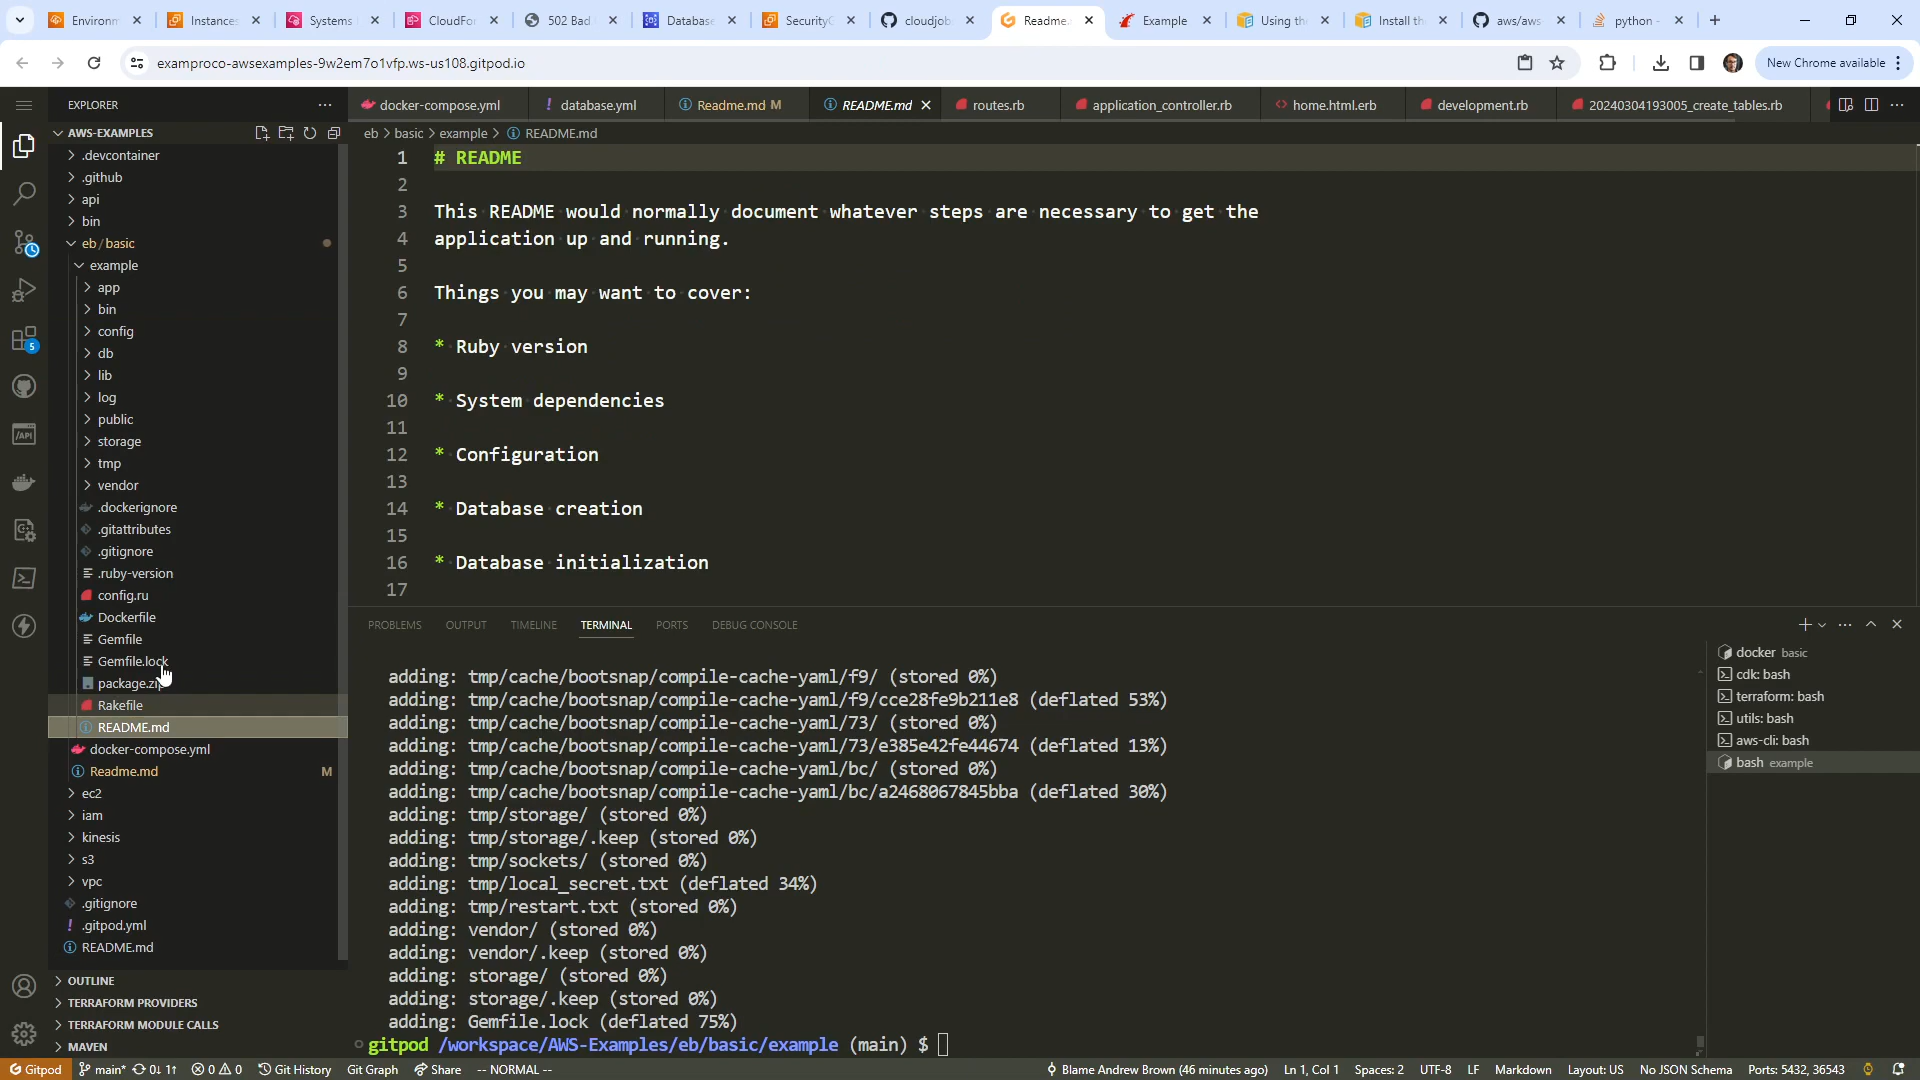 Environm
Instances
Systems
CloudFor
502 Bad
Database
SecurityG
cloudjob
Readme.
Example
Using th
Install th
aws/aws-
python -
examproco-awsexamples-9w2em7o1vfp.ws-us108.gitpod.io
New Chrome available
EXPLORER
docker-compose.yml
database.yml
Readme.md M
README.md
routes.rb
application_controller.rb
home.html.erb
development.rb
20240304193005_create_tables.rb
AWS-EXAMPLES
eb > basic > example > README.md
.devcontainer
.github
api
bin
eb / basic
example
app
bin
config
db
lib
log
public
storage
tmp
vendor
.dockerignore
.gitattributes
.gitignore
.ruby-version
config.ru
Dockerfile
Gemfile
Gemfile.lock
package.zip
Rakefile
README.md
docker-compose.yml
Readme.md M
ec2
iam
kinesis
s3
vpc
.gitignore
.gitpod.yml
README.md
OUTLINE
TERRAFORM PROVIDERS
TERRAFORM MODULE CALLS
MAVEN
5
API
1 # README
2
3 This README would normally document whatever steps are necessary to get the
4 application up and running.
5
6 Things you may want to cover:
7
8 * Ruby version
9
10 * System dependencies
11
12 * Configuration
13
14 * Database creation
15
16 * Database initialization
17
PROBLEMS OUTPUT TIMELINE TERMINAL PORTS DEBUG CONSOLE
adding: tmp/cache/bootsnap/compile-cache-yaml/f9/ (stored 0%)
adding: tmp/cache/bootsnap/compile-cache-yaml/f9/cce28fe9b211e8 (deflated 53%)
adding: tmp/cache/bootsnap/compile-cache-yaml/73/ (stored 0%)
adding: tmp/cache/bootsnap/compile-cache-yaml/73/e385e42fe44674 (deflated 13%)
adding: tmp/cache/bootsnap/compile-cache-yaml/bc/ (stored 0%)
adding: tmp/cache/bootsnap/compile-cache-yaml/bc/a2468067845bba (deflated 30%)
adding: tmp/storage/ (stored 0%)
adding: tmp/storage/.keep (stored 0%)
adding: tmp/sockets/ (stored 0%)
adding: tmp/local_secret.txt (deflated 34%)
adding: tmp/restart.txt (stored 0%)
adding: vendor/ (stored 0%)
adding: vendor/.keep (stored 0%)
adding: storage/ (stored 0%)
adding: storage/.keep (stored 0%)
adding: Gemfile.lock (deflated 75%)
gitpod /workspace/AWS-Examples/eb/basic/example (main) $
docker basic
cdk: bash
terraform: bash
utils: bash
aws-cli: bash
bash example
Gitpod main* 0↓ 1↑ 0 0 Git History Git Graph Share -- NORMAL -- Blame Andrew Brown (46 minutes ago) Ln 1, Col 1 Spaces: 2 UTF-8 LF Markdown Layout: US No JSON Schema Ports: 5432, 36543